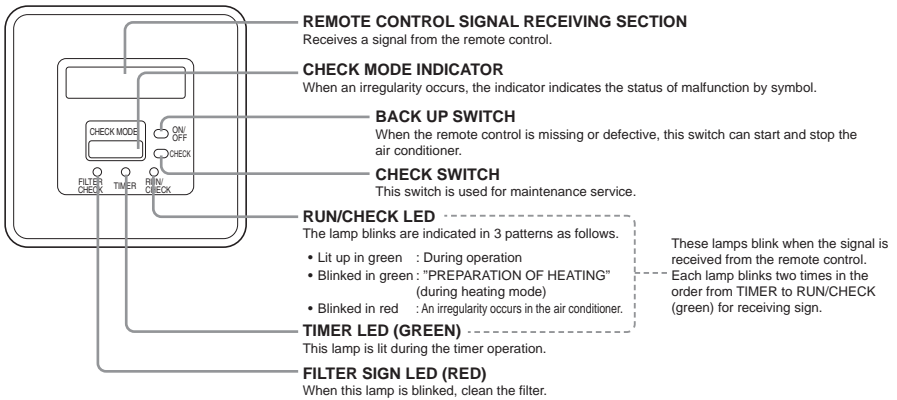 REMOTE CONTROL SIGNAL RECEIVING SECTION
Receives a signal from the remote control.
CHECK MODE INDICATOR
When an irregularity occurs, the indicator indicates the status of malfunction by symbol.
BACK UP SWITCH
When the remote control is missing or defective, this switch can start and stop the
air conditioner.
CHECK SWITCH
This switch is used for maintenance service.
CHECK MODE
ON/
OFF
CHECK
FILTER
CHECK
TIMER
RUN/
CHECK
RUN/CHECK LED
The lamp blinks are indicated in 3 patterns as follows.
• Lit up in green : During operation
• Blinked in green : ”PREPARATION OF HEATING”
(during heating mode)
• Blinked in red : An irregularity occurs in the air conditioner.
These lamps blink when the signal is
received from the remote control.
Each lamp blinks two times in the
order from TIMER to RUN/CHECK
(green) for receiving sign.
TIMER LED (GREEN)
This lamp is lit during the timer operation.
FILTER SIGN LED (RED)
When this lamp is blinked, clean the filter.